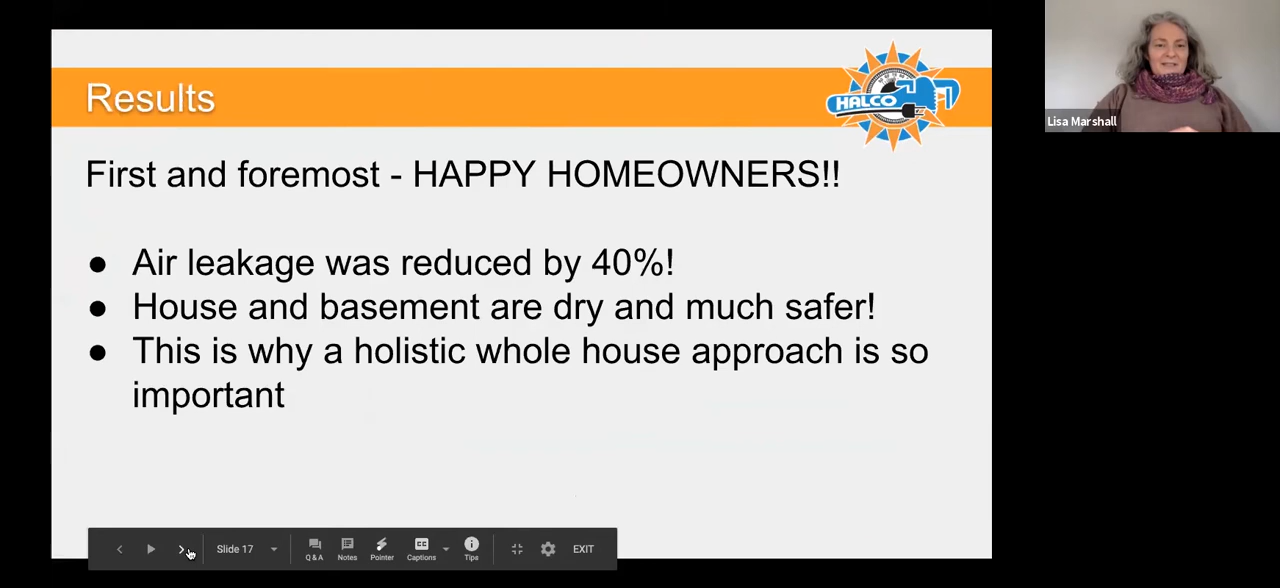 Results
HALCO
First and foremost - HAPPY HOMEOWNERS!!
● Air leakage was reduced by 40%!
● House and basement are dry and much safer!
● This is why a holistic whole house approach is so
important
Lisa Marshall
Slide 17
Q & A
Notes
Pointer
CC
Captions
Tips
EXIT